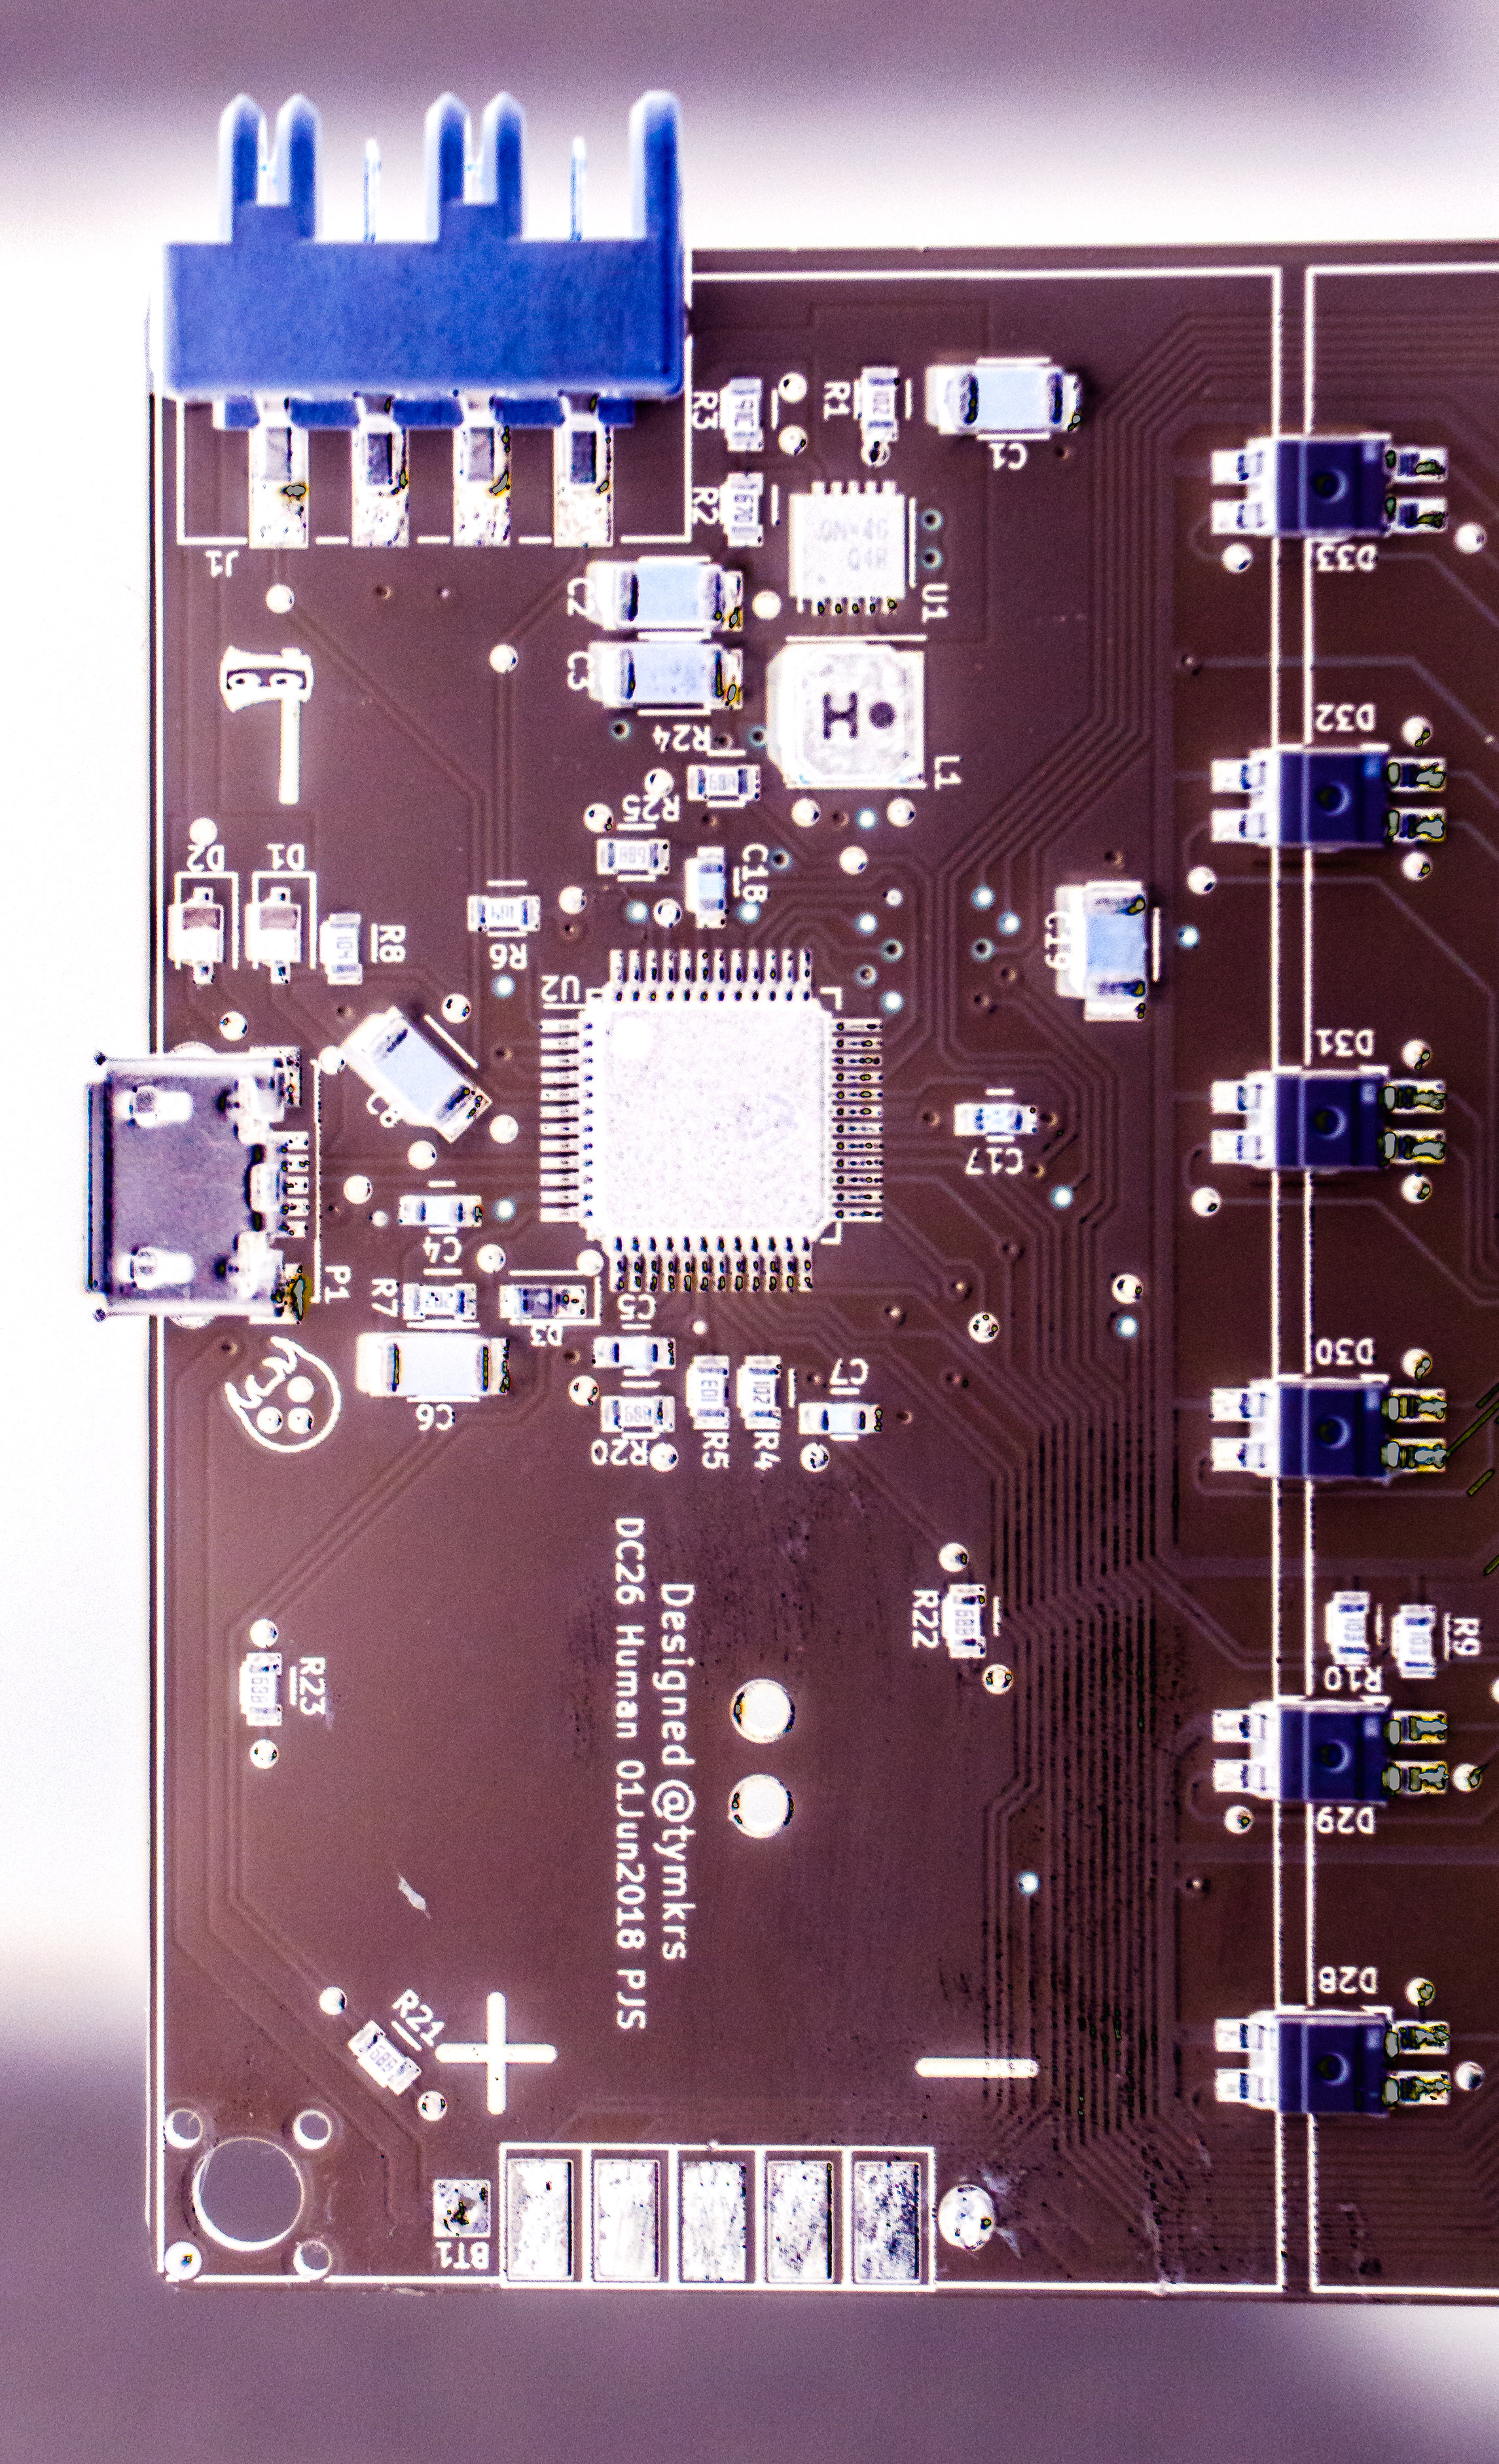 R3
R1
C1
R2
J1
U1
D33
C2
C3
R24
D32
L1
R25
D2
D1
C18
R8
R6
U2
D31
C17
C4
P1
R7
C5
D3
D30
C7
C6
R20
R5
R4
Designed @tymkrs
DC26 Human 01Jun2018 PJS
R22
R9
R10
R23
D29
D28
R21
BT1